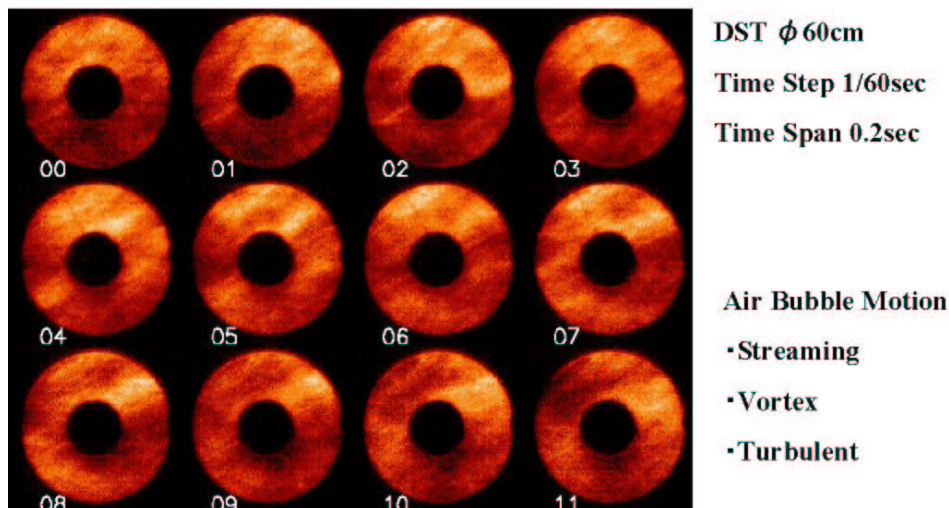 DST ϕ 60cm
Time Step 1/60sec
Time Span 0.2sec
00 01 02 03
04 05 06 07
Air Bubble Motion
・Streaming
・Vortex
・Turbulent
08 09 10 11